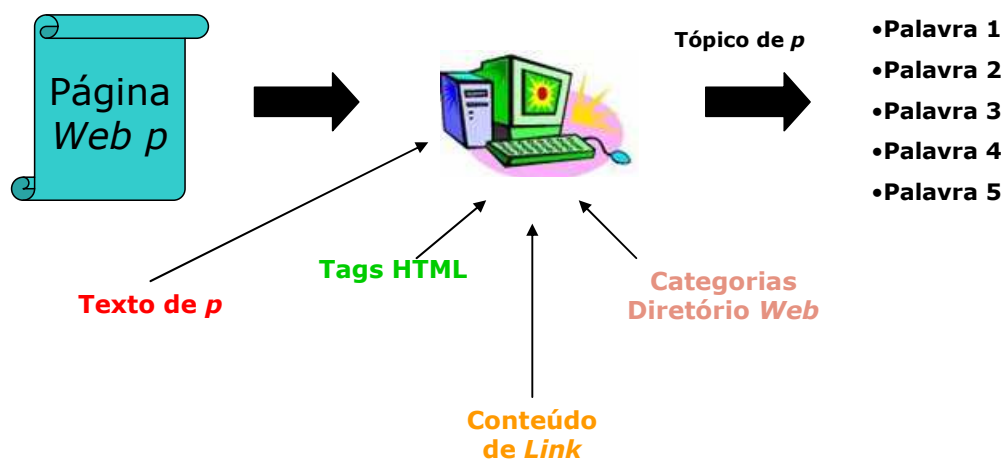 Página
Web p
Tópico de p
•Palavra 1
•Palavra 2
•Palavra 3
•Palavra 4
•Palavra 5
Texto de p
Tags HTML
Conteúdo
de Link
Categorias
Diretório Web